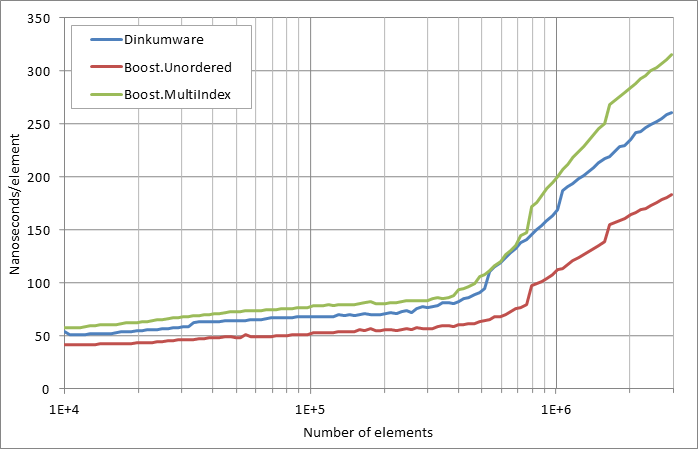 350
300
250
200
150
100
50
0
Nanoseconds/element
Dinkumware
Boost.Unordered
Boost.MultiIndex
1E+4 1E+5 1E+6
Number of elements